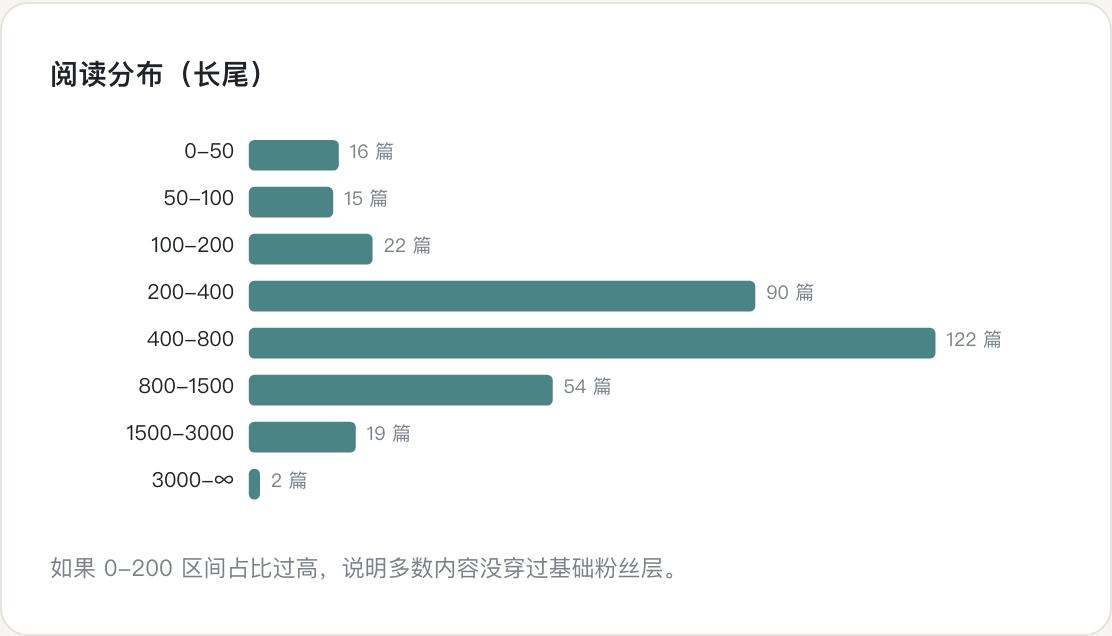 阅读分布（长尾）
0–50 16 篇
50–100 15 篇
100–200 22 篇
200–400 90 篇
400–800 122 篇
800–1500 54 篇
1500–3000 19 篇
3000–∞ 2 篇
如果 0–200 区间占比过高，说明多数内容没穿过基础粉丝层。